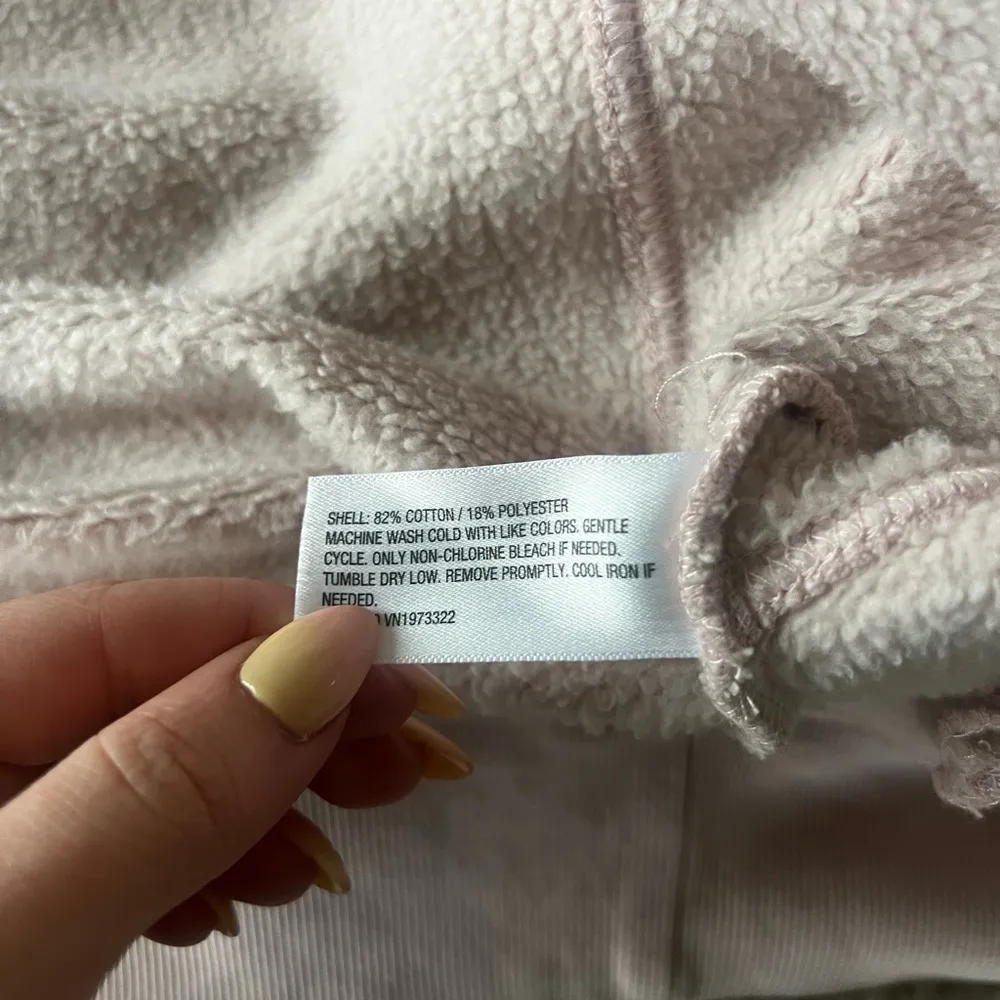 SHELL: 82% COTTON / 18% POLYESTER
MACHINE WASH COLD WITH LIKE COLORS. GENTLE
CYCLE. ONLY NON-CHLORINE BLEACH IF NEEDED.
TUMBLE DRY LOW. REMOVE PROMPTLY. COOL IRON IF
NEEDED.
VN1973322